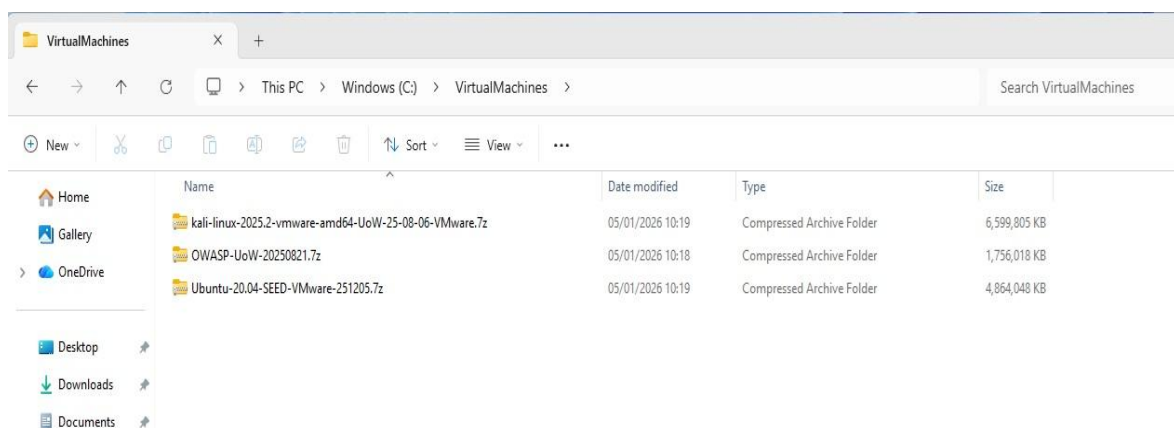 VirtualMachines
This PC > Windows (C:) > VirtualMachines >
Search VirtualMachines
New
Sort
View
Name
Date modified
Type
Size
Home
Gallery
OneDrive
kali-linux-2025.2-vmware-amd64-UoW-25-08-06-VMware.7z 05/01/2026 10:19 Compressed Archive Folder 6,599,805 KB
OWASP-UoW-20250821.7z 05/01/2026 10:18 Compressed Archive Folder 1,756,018 KB
Ubuntu-20.04-SEED-VMware-251205.7z 05/01/2026 10:19 Compressed Archive Folder 4,864,048 KB
Desktop
Downloads
Documents